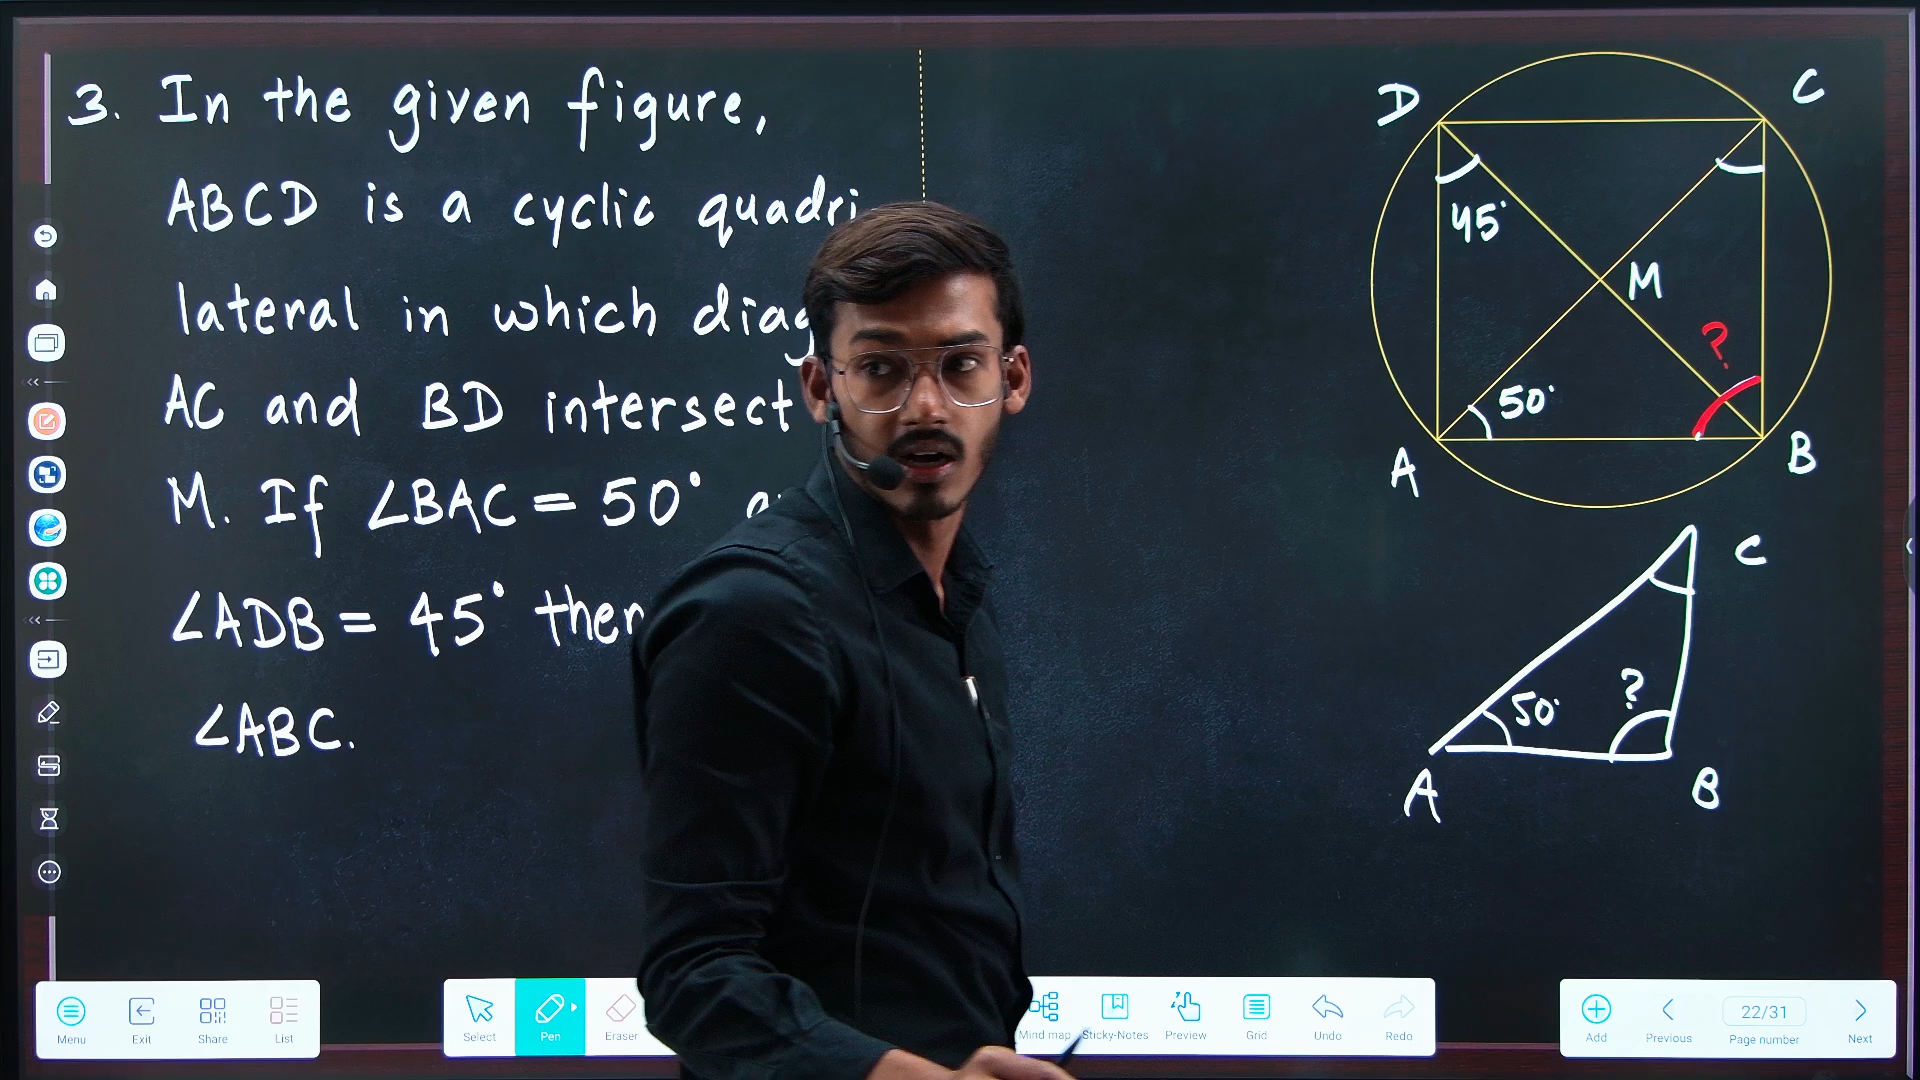 3. In the given figure,
ABCD is a cyclic quadri
lateral in which diag
AC and BD intersect
M. If ∠BAC = 50°
∠ADB = 45° then
∠ABC.
D
C
45°
M
?
50°
A
B
C
50°
?
A
B
Menu
Exit
Share
List
Select
Pen
Eraser
Mind map
Sticky-Notes
Preview
Grid
Undo
Redo
Add
Previous
22/31
Page number
Next